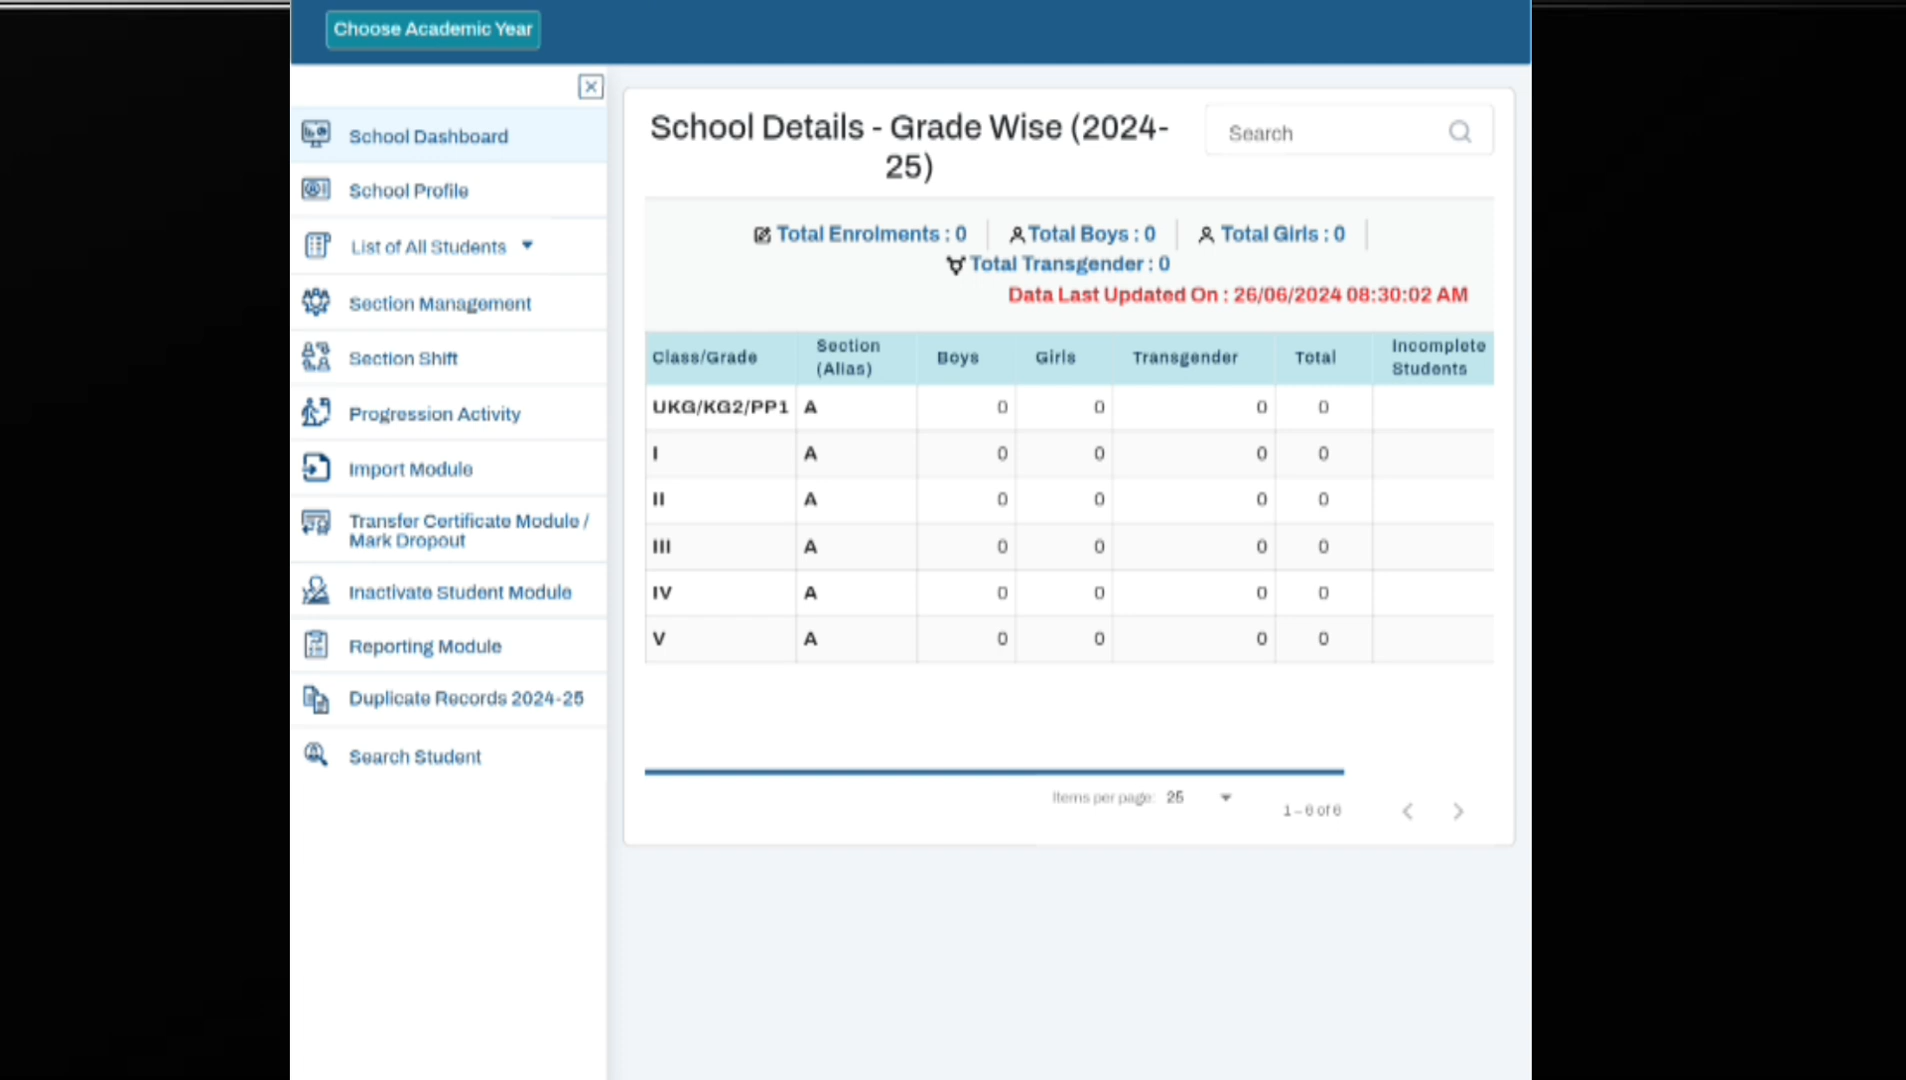 Choose Academic Year
School Dashboard
School Profile
List of All Students
Section Management
Section Shift
Progression Activity
Import Module
Transfer Certificate Module /
Mark Dropout
Inactivate Student Module
Reporting Module
Duplicate Records 2024-25
Search Student
School Details - Grade Wise (2024-
25)
Search
Total Enrolments : 0 Total Boys : 0 Total Girls : 0
Total Transgender : 0
Data Last Updated On : 26/06/2024 08:30:02 AM
Class/Grade Section (Alias) Boys Girls Transgender Total Incomplete Students
UKG/KG2/PP1 A 0 0 0 0
I A 0 0 0 0
II A 0 0 0 0
III A 0 0 0 0
IV A 0 0 0 0
V A 0 0 0 0
Items per page: 25
1 – 6 of 6